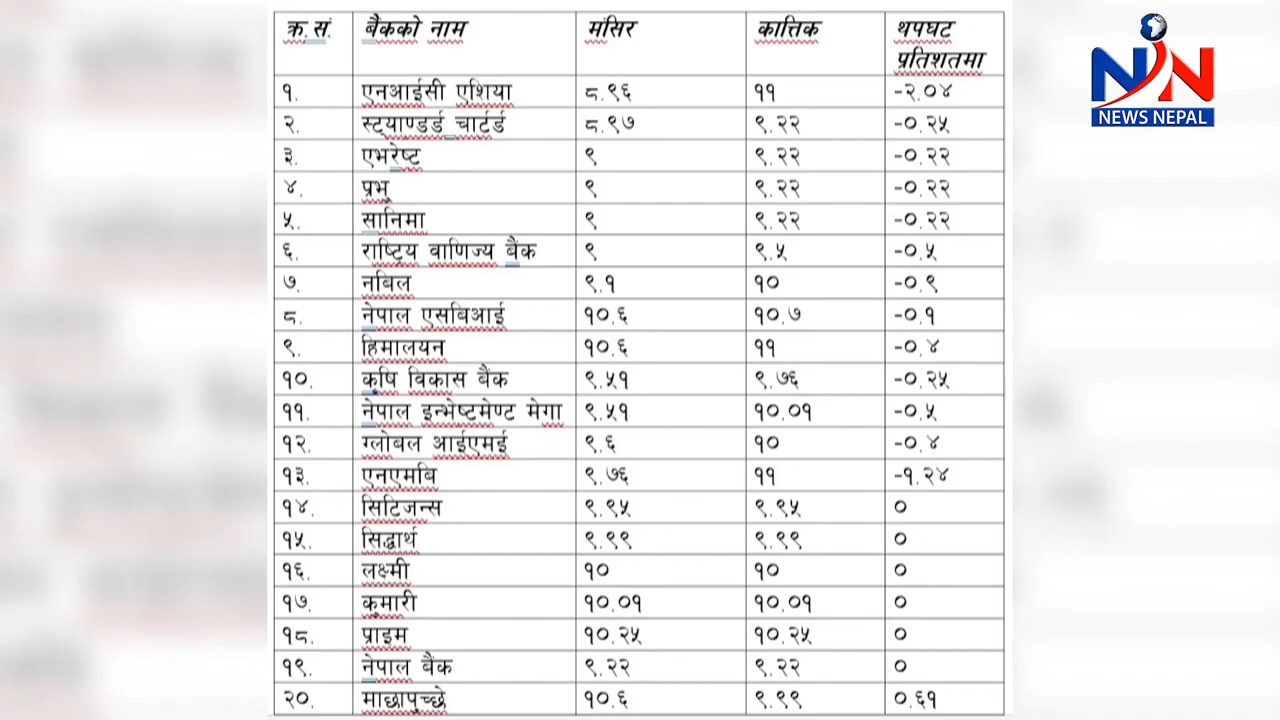 क्र.सं. बैंकको नाम मंसिर कात्तिक थपघट
प्रतिशतमा
१. एनआईसी एशिया ८.९६ ११ -२.०४
२. स्ट्याण्डर्ड चार्टर्ड ८.९७ ९.२२ -०.२५
३. एभरेष्ट ९ ९.२२ -०.२२
४. प्रभु ९ ९.२२ -०.२२
५. सानिमा ९ ९.२२ -०.२२
६. राष्ट्रिय वाणिज्य बैंक ९ ९.५ -०.५
७. नबिल ९.१ १० -०.९
८. नेपाल एसबिआई १०.६ १०.७ -०.१
९. हिमालयन १०.६ ११ -०.४
१०. कृषि विकास बैंक ९.५१ ९.७६ -०.२५
११. नेपाल इन्भेष्टमेण्ट मेगा ९.५१ १०.०१ -०.५
१२. ग्लोबल आईएमई ९.६ १० -०.४
१३. एनएमबि ९.७६ ११ -१.२४
१४. सिटिजन्स ९.९५ ९.९५ ०
१५. सिद्धार्थ ९.९९ ९.९९ ०
१६. लक्ष्मी १० १० ०
१७. कुमारी १०.०१ १०.०१ ०
१८. प्राइम १०.२५ १०.२५ ०
१९. नेपाल बैंक ९.२२ ९.२२ ०
२०. माछापुच्छ्रे १०.६ ९.९९ ०.६१
NIN
NEWS NEPAL